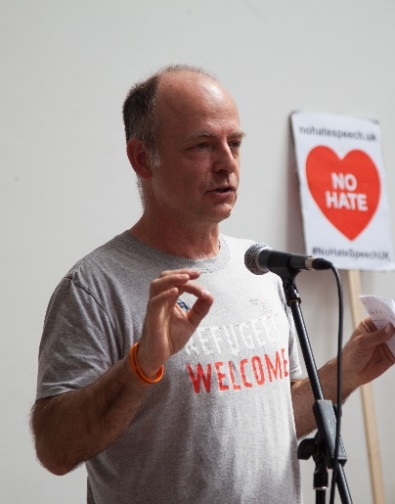 nohatespeech.uk
NO
HATE
#NoHateSpeechUK
REFUGEES
WELCOME